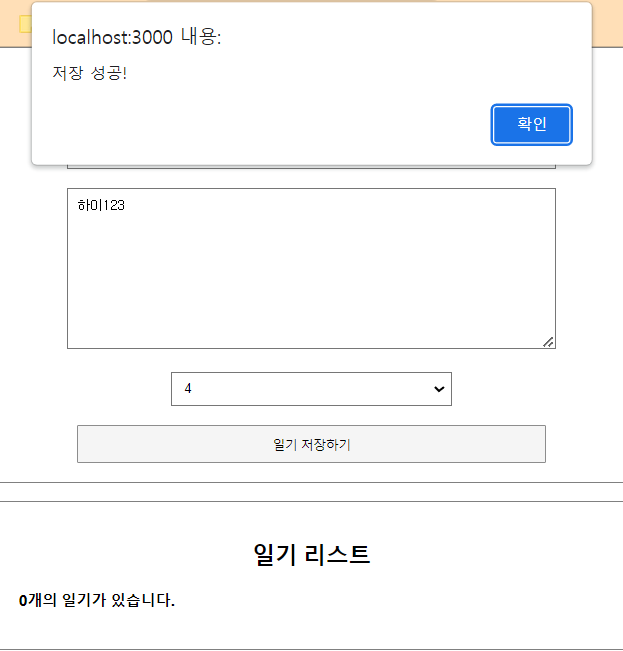 localhost:3000 내용:
저장 성공!
확인
하이123
4
일기 저장하기
일기 리스트
0개의 일기가 있습니다.